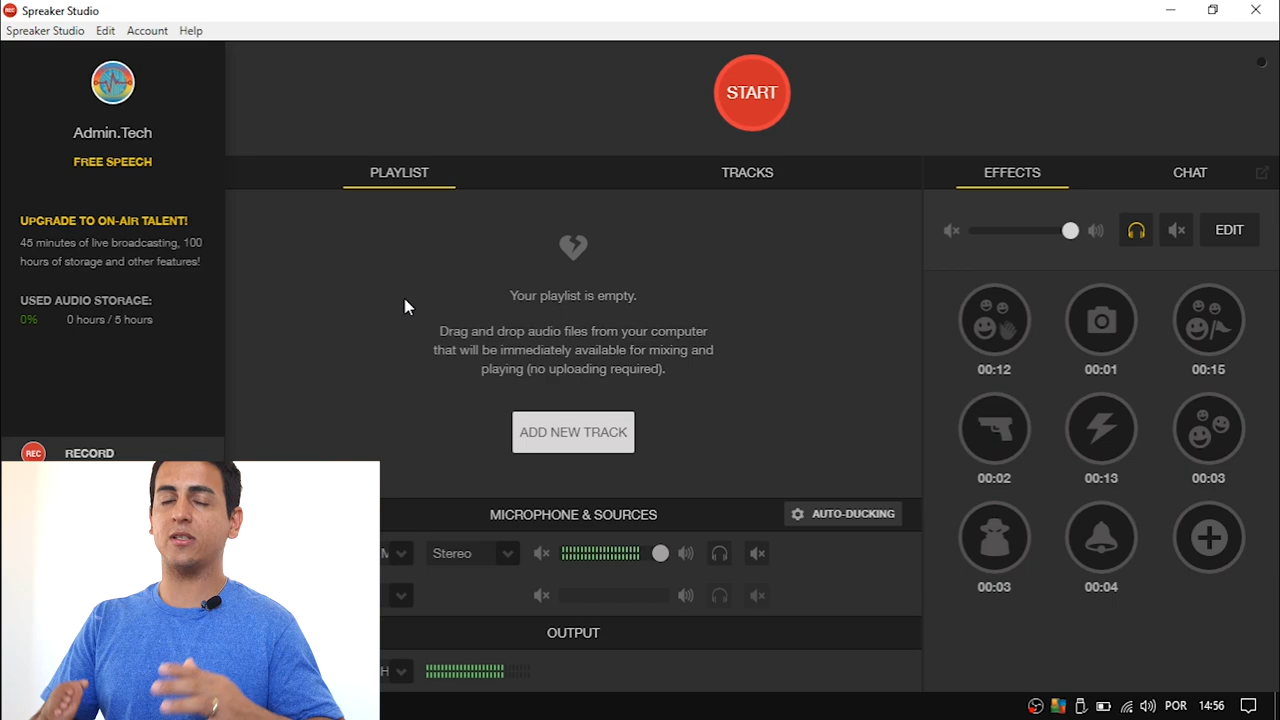 Spreaker Studio
Spreaker Studio Edit Account Help
Admin.Tech
FREE SPEECH
UPGRADE TO ON-AIR TALENT!
45 minutes of live broadcasting, 100
hours of storage and other features!
USED AUDIO STORAGE:
0% 0 hours / 5 hours
REC RECORD
START
PLAYLIST TRACKS
Your playlist is empty.
Drag and drop audio files from your computer
that will be immediately available for mixing and
playing (no uploading required).
ADD NEW TRACK
MICROPHONE & SOURCES AUTO-DUCKING
Stereo
OUTPUT
EFFECTS CHAT
EDIT
00:12 00:01 00:15
00:02 00:13 00:03
00:03 00:04
POR 14:56